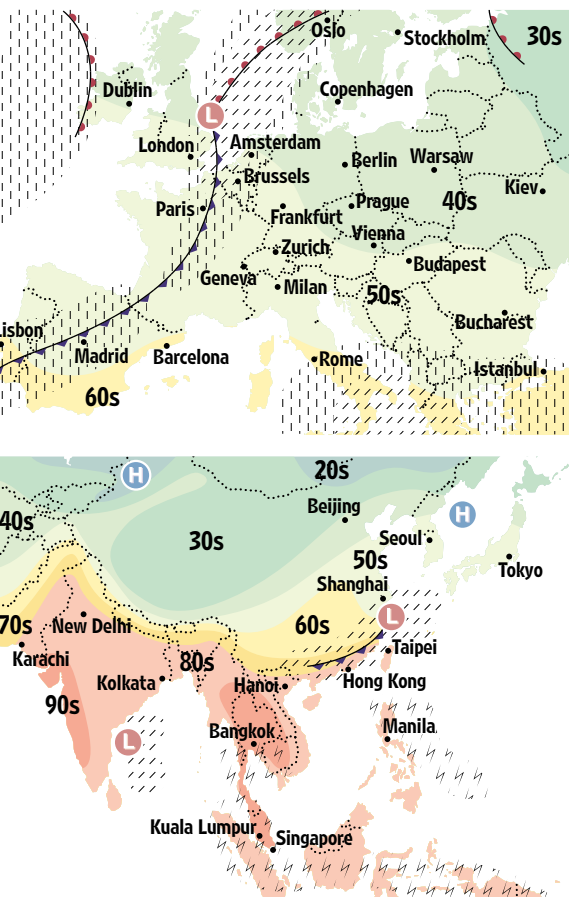 Oslo
Stockholm
30s
Dublin
Copenhagen
L
London
Amsterdam
Berlin
Warsaw
Brussels
Kiev
Paris
Frankfurt
Prague
40s
Vienna
Zurich
Geneva
Budapest
Milan
50s
Lisbon
Bucharest
Madrid
Barcelona
Rome
Istanbul
60s
H
20s
Beijing
40s
H
30s
Seoul
50s
Tokyo
Shanghai
70s
New Delhi
60s
L
Karachi
80s
Taipei
Kolkata
Hanoi
Hong Kong
90s
L
Bangkok
Manila
Kuala Lumpur
Singapore